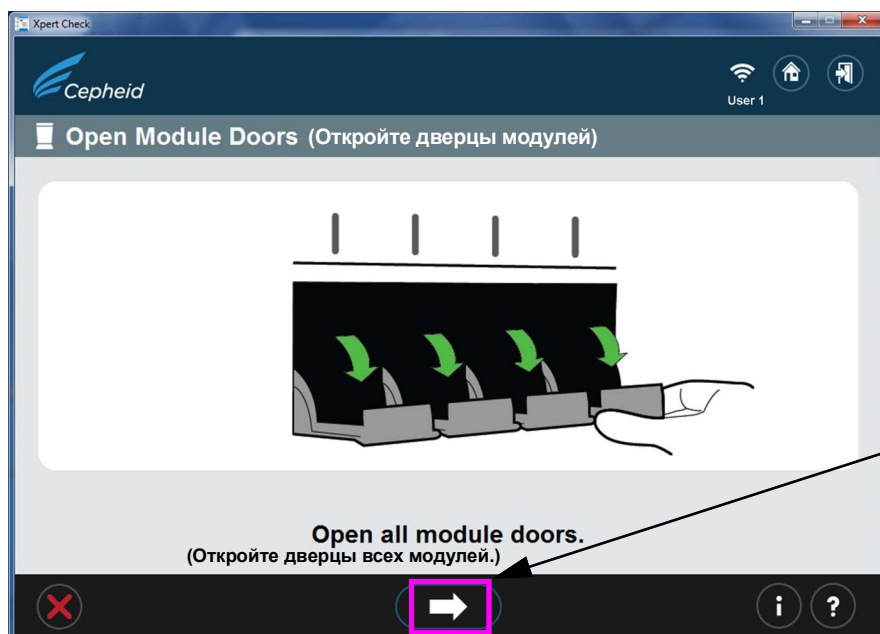 Xpert Check
Cepheid
User 1
Open Module Doors (Откройте дверцы модулей)
Open all module doors.
(Откройте дверцы всех модулей.)
i ?